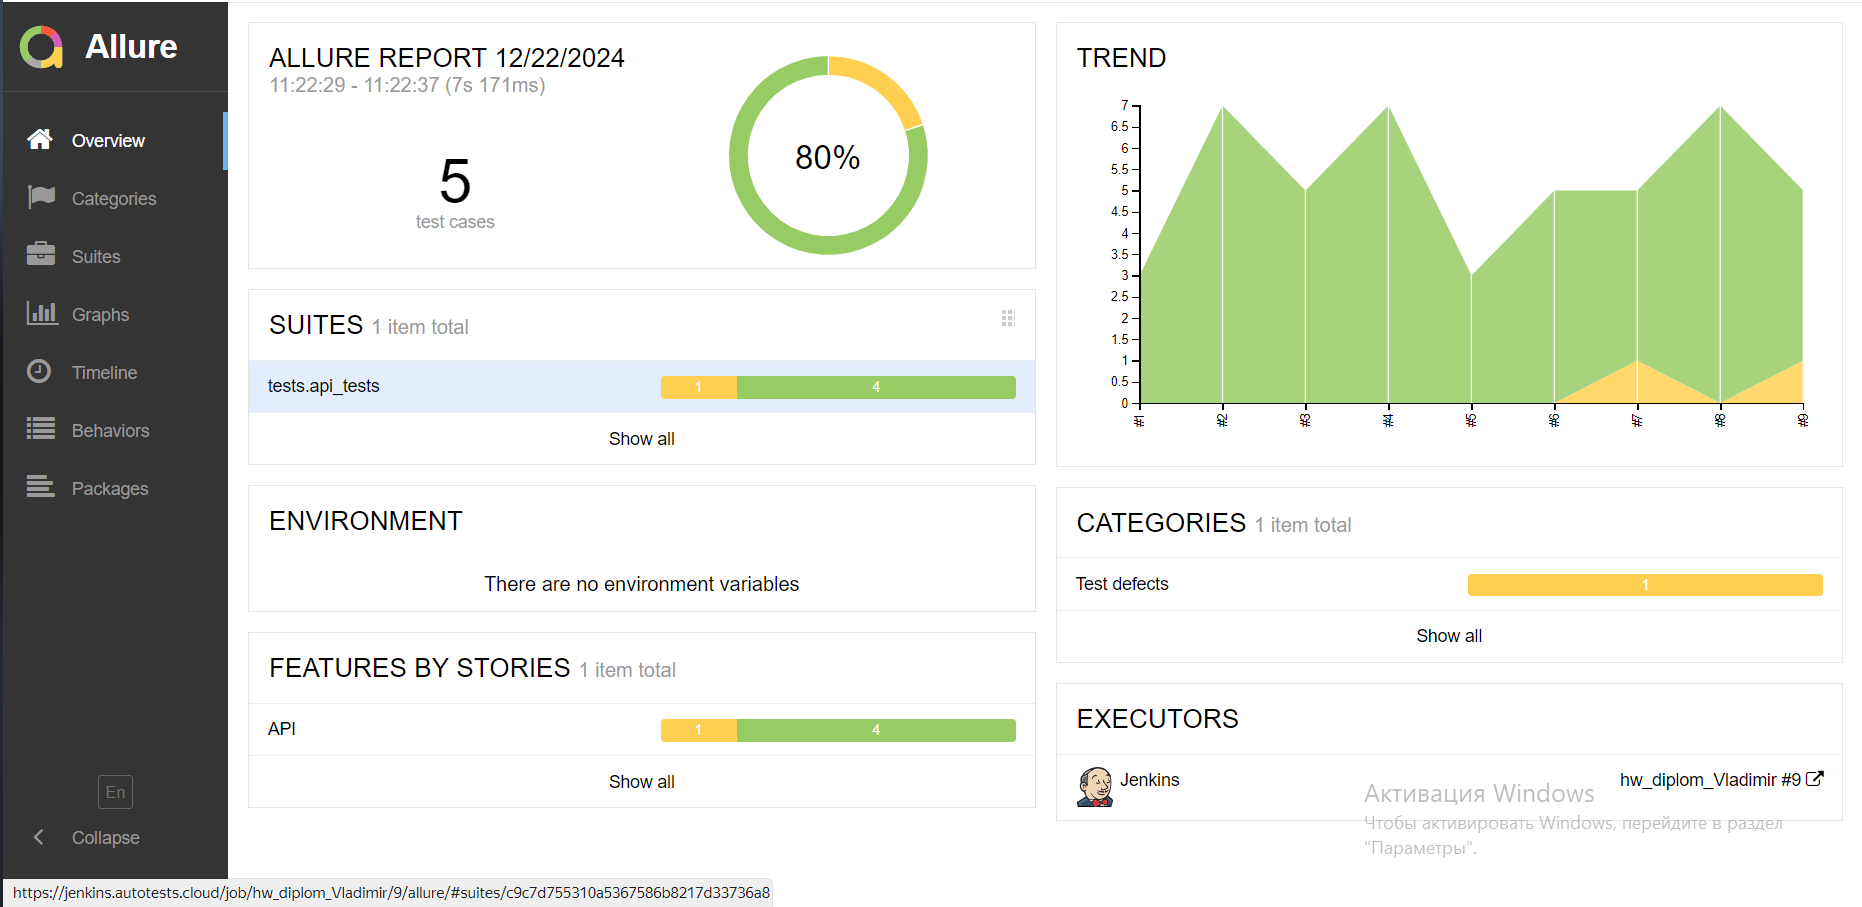 Allure
Overview
Categories
Suites
Graphs
Timeline
Behaviors
Packages
En
Collapse
ALLURE REPORT 12/22/2024
11:22:29 - 11:22:37 (7s 171ms)
5
test cases
80%
SUITES 1 item total
tests.api_tests 1 4
Show all
ENVIRONMENT
There are no environment variables
FEATURES BY STORIES 1 item total
API 1 4
Show all
TREND
7
6.5
6
5.5
5
4.5
4
3.5
3
2.5
2
1.5
1
0.5
0
#1 #2 #3 #4 #5 #6 #7 #8 #9
CATEGORIES 1 item total
Test defects 1
Show all
EXECUTORS
Jenkins hw_diplom_Vladimir #9
Активация Windows
Чтобы активировать Windows, перейдите в раздел
"Параметры".
https://jenkins.autotests.cloud/job/hw_diplom_Vladimir/9/allure/#suites/c9c7d755310a5367586b8217d33736a8